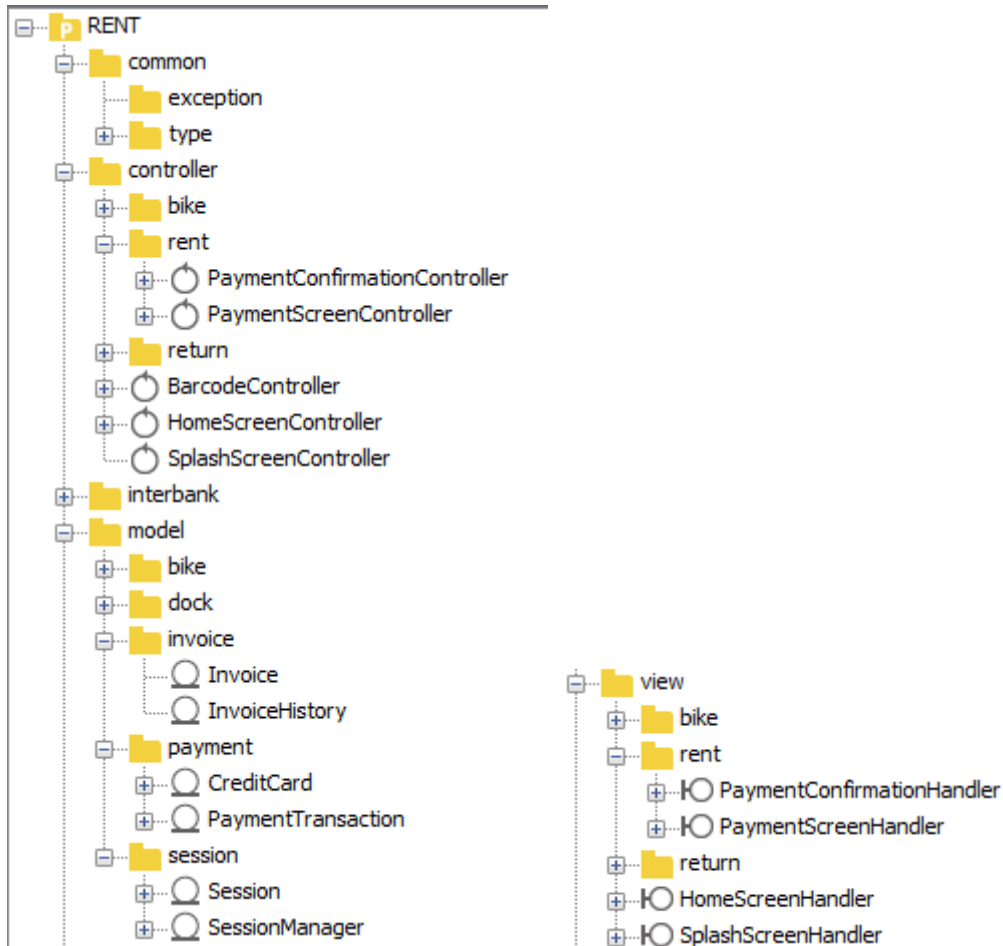 RENT
common
exception
type
controller
bike
rent
PaymentConfirmationController
PaymentScreenController
return
BarcodeController
HomeScreenController
SplashScreenController
interbank
model
bike
dock
invoice
Invoice
InvoiceHistory
payment
CreditCard
PaymentTransaction
session
Session
SessionManager
view
bike
rent
PaymentConfirmationHandler
PaymentScreenHandler
return
HomeScreenHandler
SplashScreenHandler